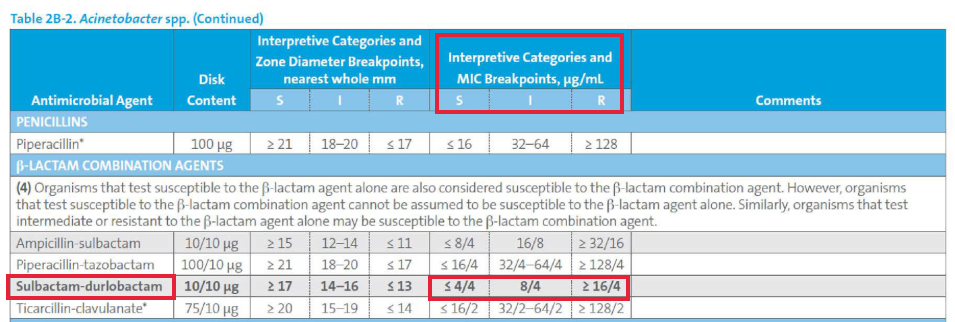 Table 2B-2. Acinetobacter spp. (Continued)
Antimicrobial Agent Disk Content Interpretive Categories and Zone Diameter Breakpoints, nearest whole mm Interpretive Categories and MIC Breakpoints, µg/mL Comments
S I R S I R
PENICILLINS
Piperacillin* 100 µg ≥ 21 18–20 ≤ 17 ≤ 16 32–64 ≥ 128
β-LACTAM COMBINATION AGENTS
(4) Organisms that test susceptible to the β-lactam agent alone are also considered susceptible to the β-lactam combination agent. However, organisms
that test susceptible to the β-lactam combination agent cannot be assumed to be susceptible to the β-lactam agent alone. Similarly, organisms that test
intermediate or resistant to the β-lactam agent alone may be susceptible to the β-lactam combination agent.
Ampicillin-sulbactam 10/10 µg ≥ 15 12–14 ≤ 11 ≤ 8/4 16/8 ≥ 32/16
Piperacillin-tazobactam 100/10 µg ≥ 21 18–20 ≤ 17 ≤ 16/4 32/4–64/4 ≥ 128/4
Sulbactam-durlobactam 10/10 µg ≥ 17 14–16 ≤ 13 ≤ 4/4 8/4 ≥ 16/4
Ticarcillin-clavulanate* 75/10 µg ≥ 20 15–19 ≤ 14 ≤ 16/2 32/2–64/2 ≥ 128/2